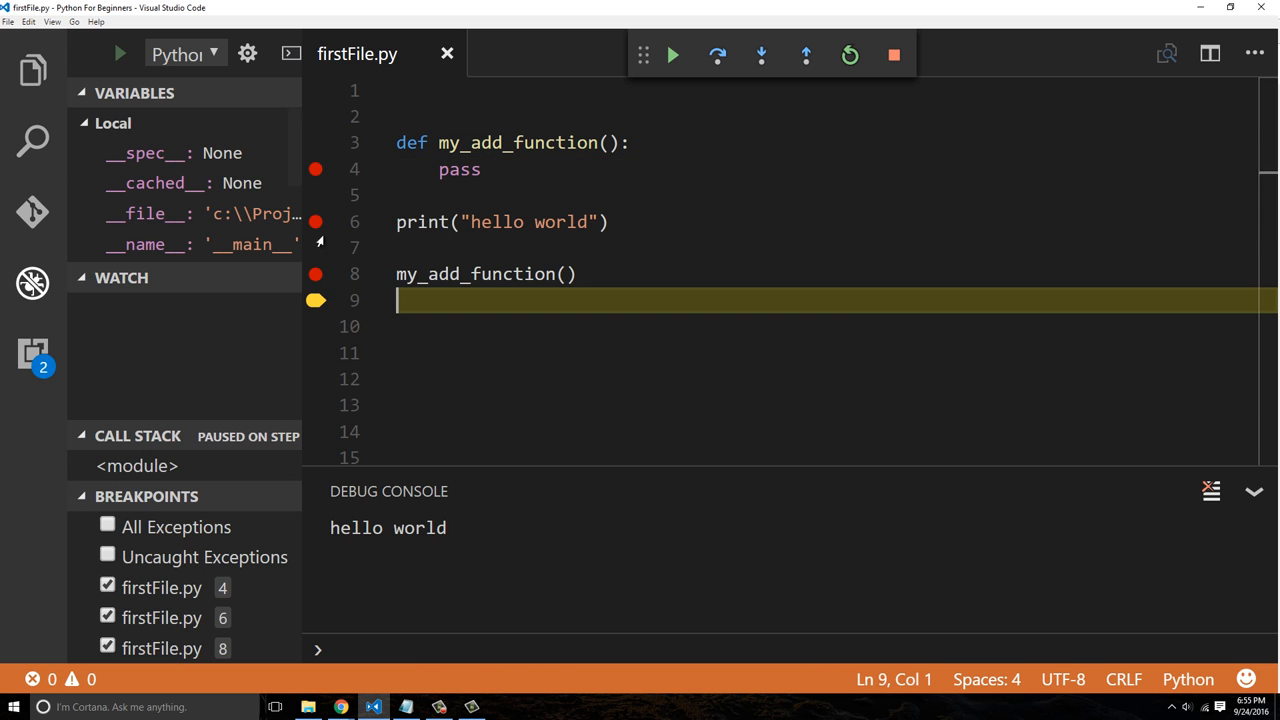 firstFile.py - Python For Beginners - Visual Studio Code
File Edit View Go Help
Python
firstFile.py
VARIABLES
Local
__spec__: None
__cached__: None
__file__: 'c:\\Proj…
__name__: '__main__'
WATCH
CALL STACK PAUSED ON STEP
<module>
BREAKPOINTS
All Exceptions
Uncaught Exceptions
firstFile.py 4
firstFile.py 6
firstFile.py 8
2
1
2
3 def my_add_function():
4 pass
5
6 print("hello world")
7
8 my_add_function()
9
10
11
12
13
14
15
DEBUG CONSOLE
hello world
0 0
Ln 9, Col 1 Spaces: 4 UTF-8 CRLF Python
I'm Cortana. Ask me anything.
6:55 PM
9/24/2016